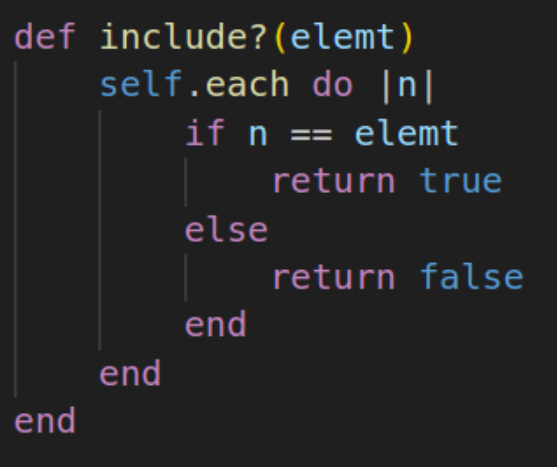 def include?(elemt)
    self.each do |n|
        if n == elemt
            return true
        else
            return false
        end
    end
end